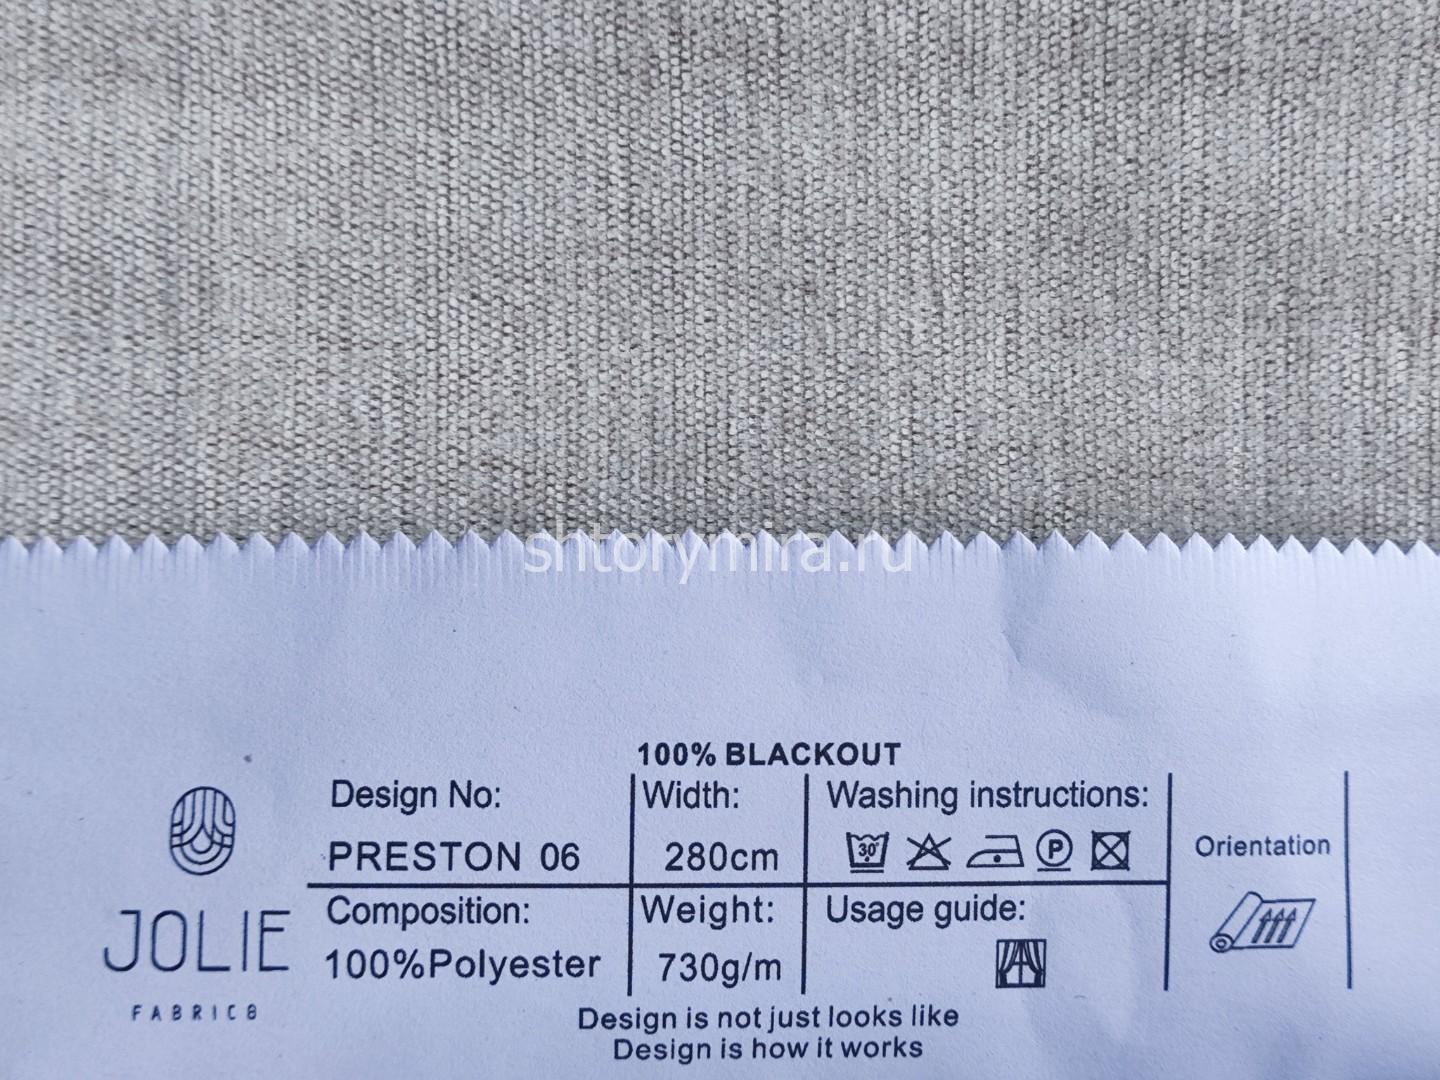 shtorymira.ru
100% BLACKOUT
Design No:
PRESTON 06
Width:
280cm
Washing instructions:
30°
P
Composition:
100%Polyester
Weight:
730g/m
Usage guide:
Orientation
JOLIE
FABRICS
Design is not just looks like
Design is how it works